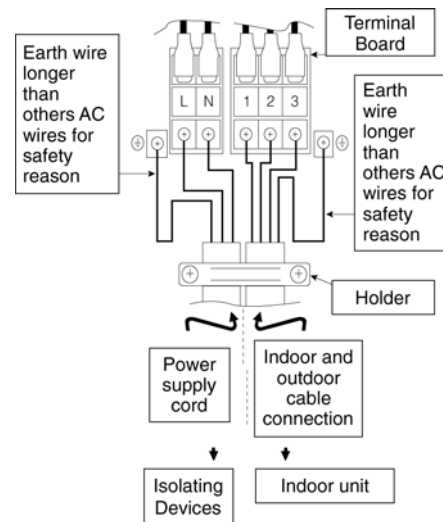 Earth wire
longer
than
others AC
wires for
safety
reason
Terminal
Board
L N 1 2 3
Earth
wire
longer
than
others AC
wires for
safety
reason
Holder
Power
supply
cord
Indoor and
outdoor
cable
connection
Isolating
Devices
Indoor unit